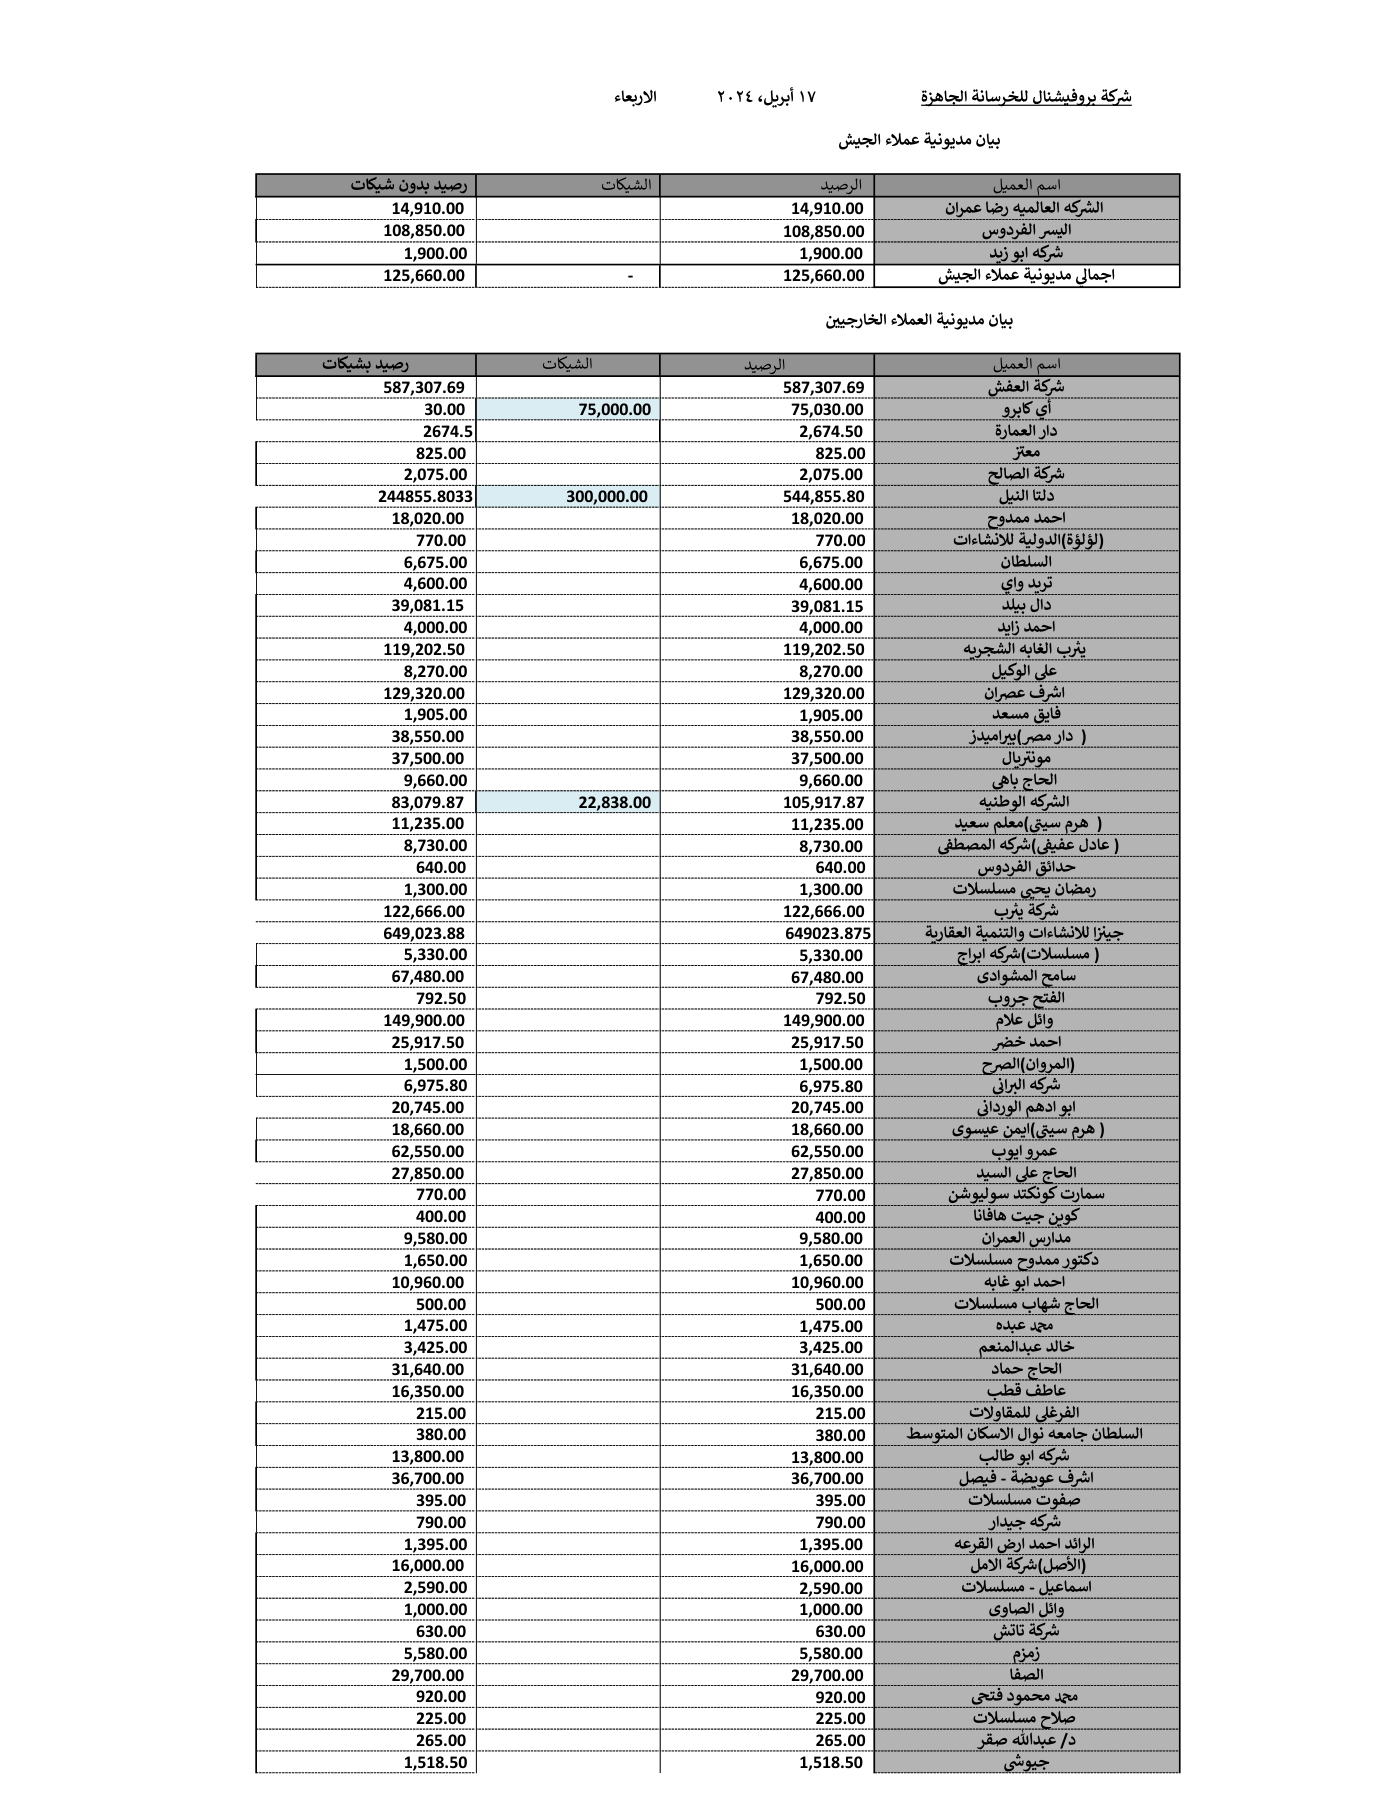 شركة بروفيشنال للخرسانة الجاهزة ١٧ أبريل، ٢٠٢٤ الاربعاء
بيان مديونية عملاء الجيش
اسم العميل الرصيد الشيكات رصيد بدون شيكات
الشركه العالميه رضا عمران 14,910.00 14,910.00
اليسر الفردوس 108,850.00 108,850.00
شركه ابو زيد 1,900.00 1,900.00
اجمالي مديونية عملاء الجيش 125,660.00 - 125,660.00
بيان مديونية العملاء الخارجيين
اسم العميل الرصيد الشيكات رصيد بشيكات
شركة العفش 587,307.69 587,307.69
أي كابرو 75,030.00 75,000.00 30.00
دار العمارة 2,674.50 2674.5
معتز 825.00 825.00
شركة الصالح 2,075.00 2,075.00
دلتا النيل 544,855.80 300,000.00 244855.8033
احمد ممدوح 18,020.00 18,020.00
(لؤلؤة)الدولية للانشاءات 770.00 770.00
السلطان 6,675.00 6,675.00
تريد واي 4,600.00 4,600.00
دال بيلد 39,081.15 39,081.15
احمد زايد 4,000.00 4,000.00
يثرب الغابه الشجريه 119,202.50 119,202.50
على الوكيل 8,270.00 8,270.00
اشرف عصران 129,320.00 129,320.00
فايق مسعد 1,905.00 1,905.00
( دار مصر)بيراميدز 38,550.00 38,550.00
مونتريال 37,500.00 37,500.00
الحاج باهى 9,660.00 9,660.00
الشركه الوطنيه 105,917.87 22,838.00 83,079.87
( هرم سيتى)معلم سعيد 11,235.00 11,235.00
( عادل عفيفى)شركه المصطفى 8,730.00 8,730.00
حدائق الفردوس 640.00 640.00
رمضان يحيى مسلسلات 1,300.00 1,300.00
شركة يثرب 122,666.00 122,666.00
جينزا للانشاءات والتنمية العقارية 649023.875 649,023.88
( مسلسلات)شركه ابراج 5,330.00 5,330.00
سامح المشوادى 67,480.00 67,480.00
الفتح جروب 792.50 792.50
وائل علام 149,900.00 149,900.00
احمد خضر 25,917.50 25,917.50
(المروان)الصرح 1,500.00 1,500.00
شركه البرانى 6,975.80 6,975.80
ابو ادهم الوردانى 20,745.00 20,745.00
( هرم سيتى)ايمن عيسوى 18,660.00 18,660.00
عمرو ايوب 62,550.00 62,550.00
الحاج على السيد 27,850.00 27,850.00
سمارت كونكتد سوليوشن 770.00 770.00
كوين جيت هافانا 400.00 400.00
مدارس العمران 9,580.00 9,580.00
دكتور ممدوح مسلسلات 1,650.00 1,650.00
احمد ابو غابه 10,960.00 10,960.00
الحاج شهاب مسلسلات 500.00 500.00
محمد عبده 1,475.00 1,475.00
خالد عبدالمنعم 3,425.00 3,425.00
الحاج حماد 31,640.00 31,640.00
عاطف قطب 16,350.00 16,350.00
الفرغلى للمقاولات 215.00 215.00
السلطان جامعه نوال الاسكان المتوسط 380.00 380.00
شركه ابو طالب 13,800.00 13,800.00
اشرف عويضة - فيصل 36,700.00 36,700.00
صفوت مسلسلات 395.00 395.00
شركه جيدار 790.00 790.00
الرائد احمد ارض القرعه 1,395.00 1,395.00
(الأصل)شركة الامل 16,000.00 16,000.00
اسماعيل - مسلسلات 2,590.00 2,590.00
وائل الصاوى 1,000.00 1,000.00
شركة تاتش 630.00 630.00
زمزم 5,580.00 5,580.00
الصفا 29,700.00 29,700.00
محمد محمود فتحى 920.00 920.00
صلاح مسلسلات 225.00 225.00
د/ عبدالله صقر 265.00 265.00
جيوشى 1,518.50 1,518.50